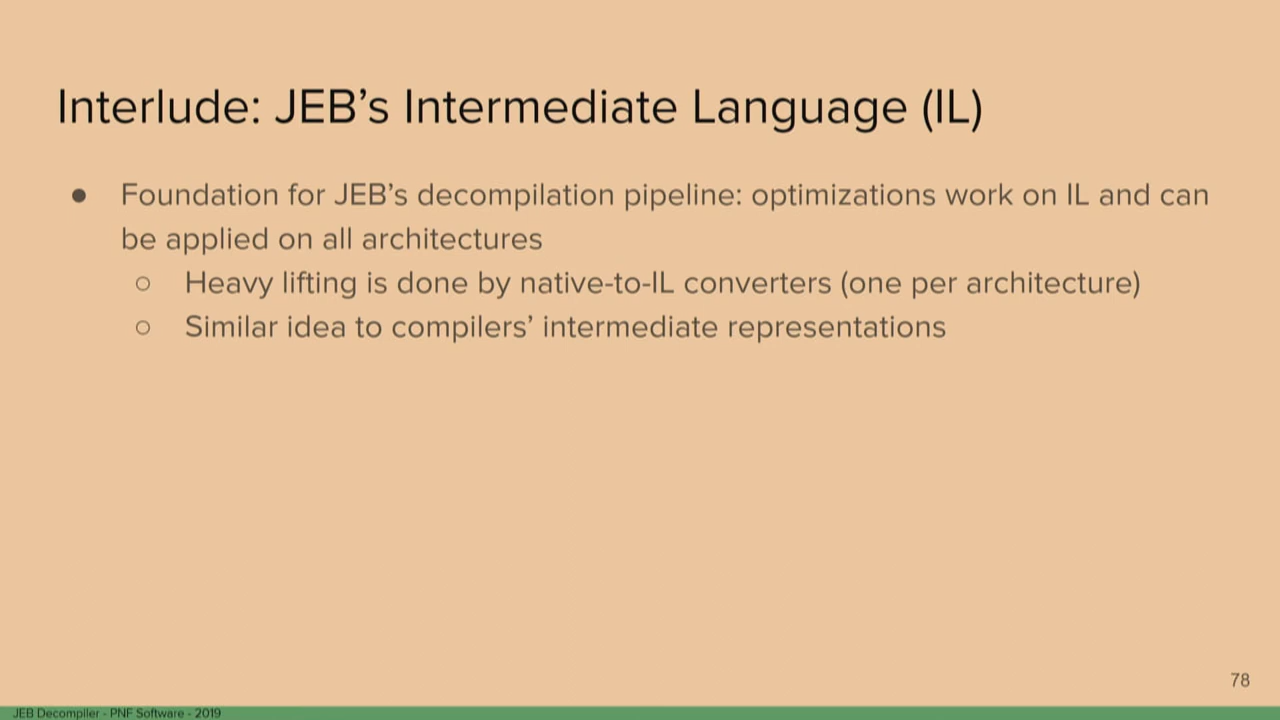 Interlude: JEB’s Intermediate Language (IL)
● Foundation for JEB’s decompilation pipeline: optimizations work on IL and can
be applied on all architectures
○ Heavy lifting is done by native-to-IL converters (one per architecture)
○ Similar idea to compilers’ intermediate representations
78
JEB Decompiler - PNF Software - 2019